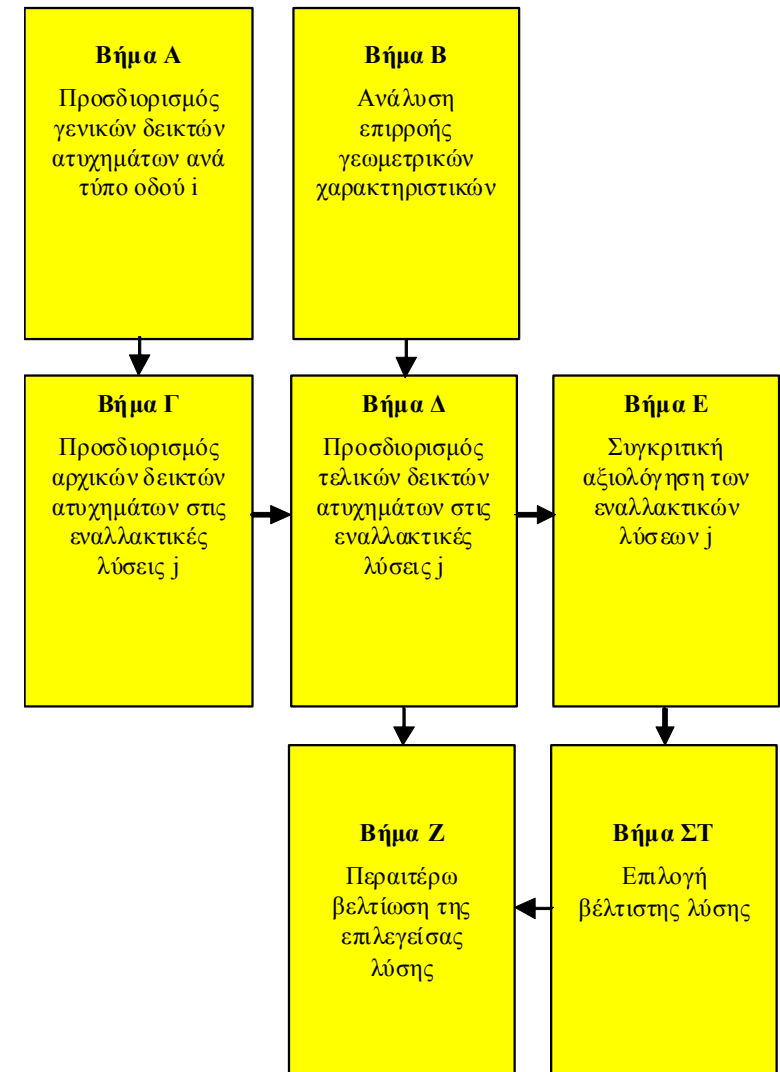 Βήμα Α
Προσδιορισμός
γενικών δεικτών
ατυχημάτων ανά
τύπο οδού i
Βήμα Β
Ανάλυση
επιρροής
γεωμετρικών
χαρακτηριστικών
Βήμα Γ
Προσδιορισμός
αρχικών δεικτών
ατυχημάτων στις
εναλλακτικές
λύσεις j
Βήμα Δ
Προσδιορισμός
τελικών δεικτών
ατυχημάτων στις
εναλλακτικές
λύσεις j
Βήμα Ε
Συγκριτική
αξιολόγηση των
εναλλακτικών
λύσεων j
Βήμα Ζ
Περαιτέρω
βελτίωση της
επιλεγείσας
λύσης
Βήμα ΣΤ
Επιλογή
βέλτιστης λύσης